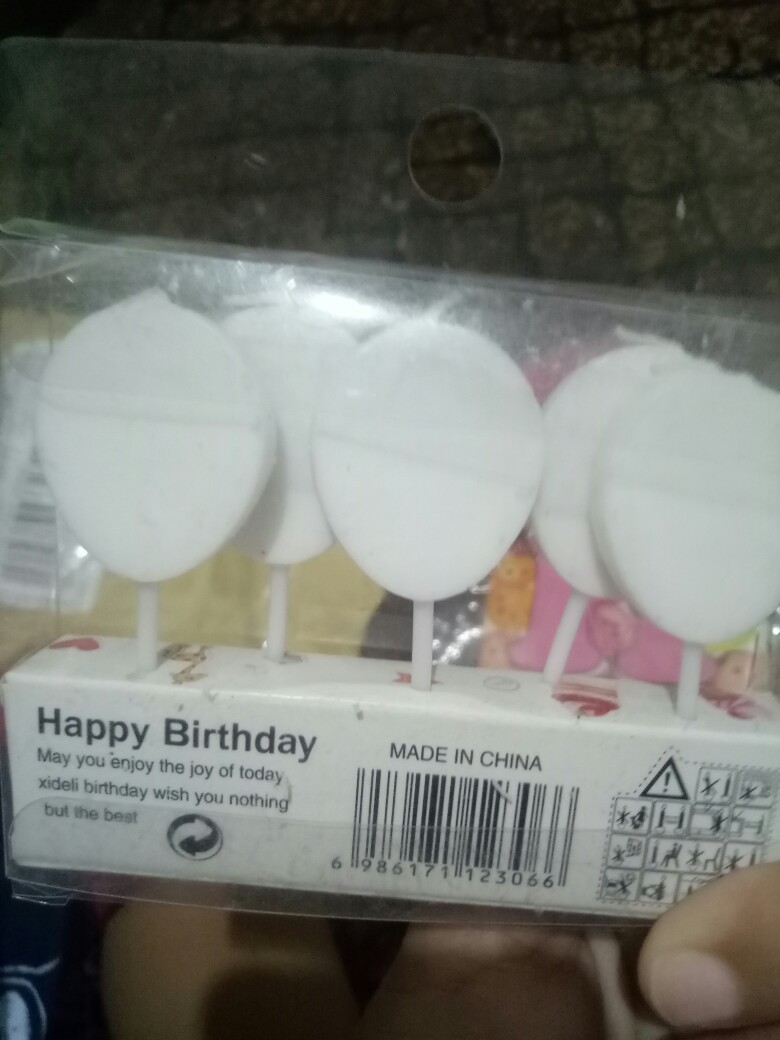 Happy Birthday
May you enjoy the joy of today
xideli birthday wish you nothing
but the best
MADE IN CHINA
6 986171 123066